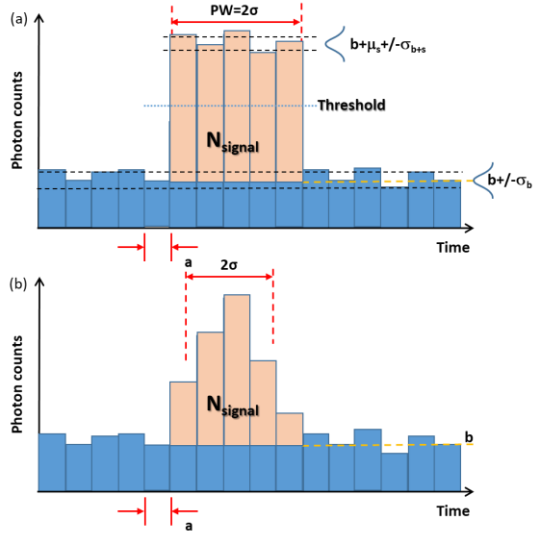 (a)
PW=2σ
b+μs+/-σb+s
Threshold
Nsignal
b+/-σb
Photon counts
Time
a
(b)
2σ
Photon counts
Nsignal
b
Time
a